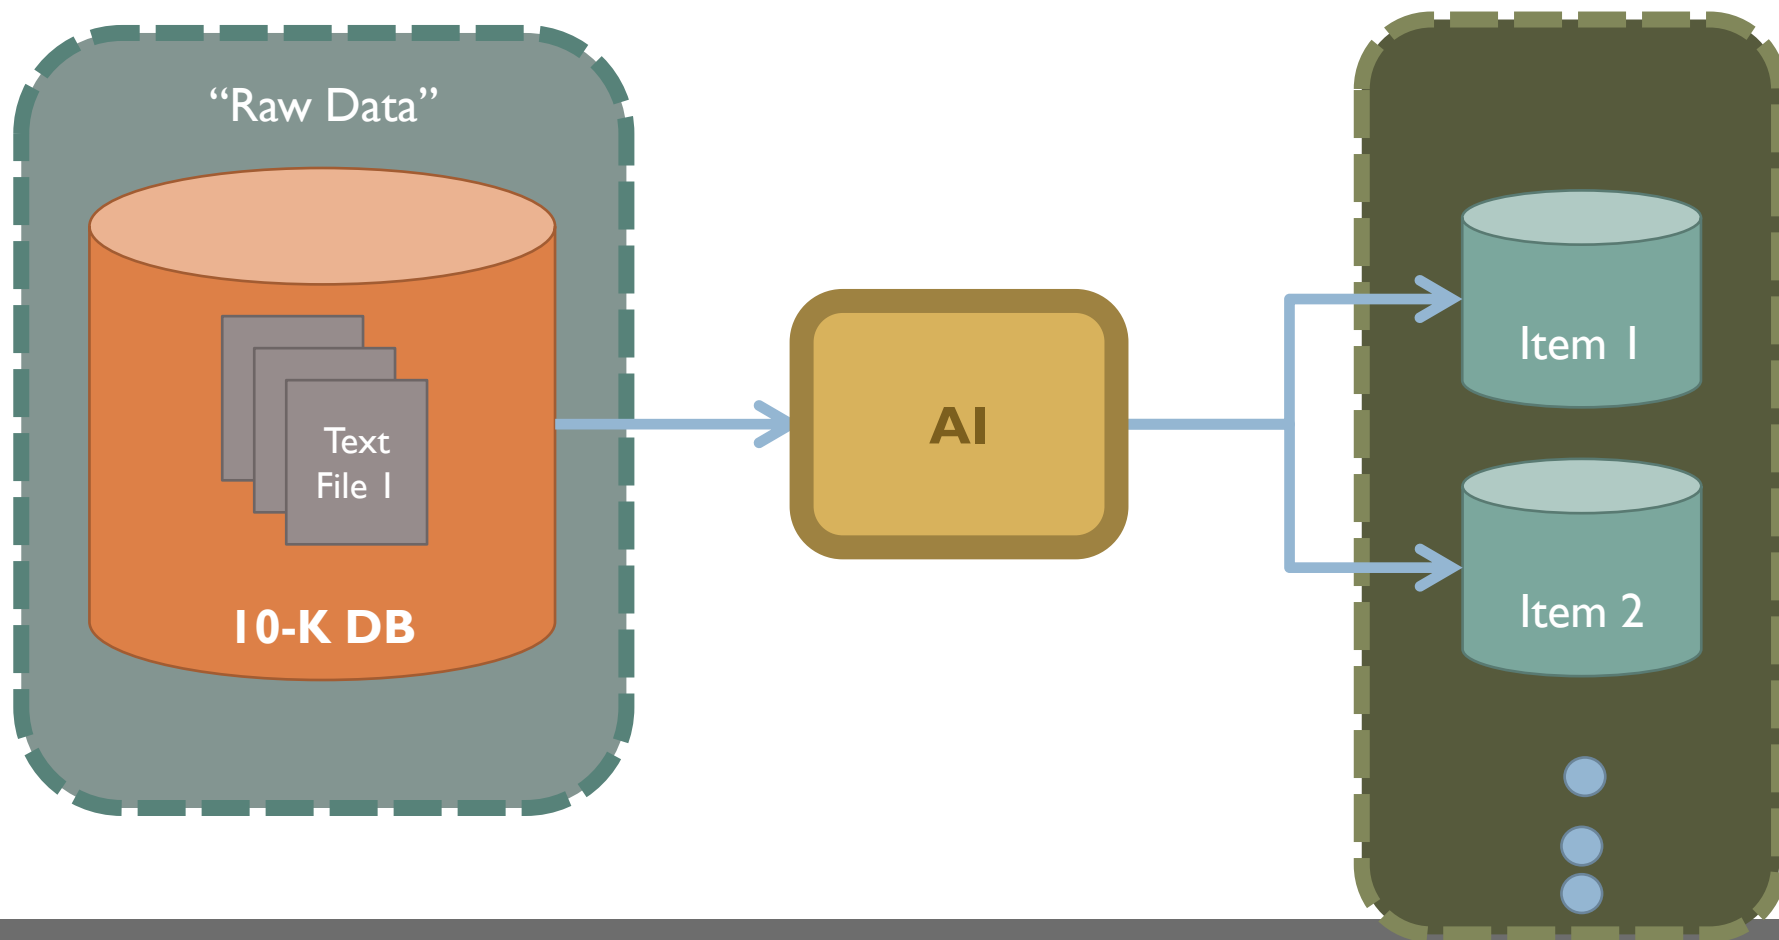 “Raw Data”
Text
File 1
10-K DB
AI
Item 1
Item 2